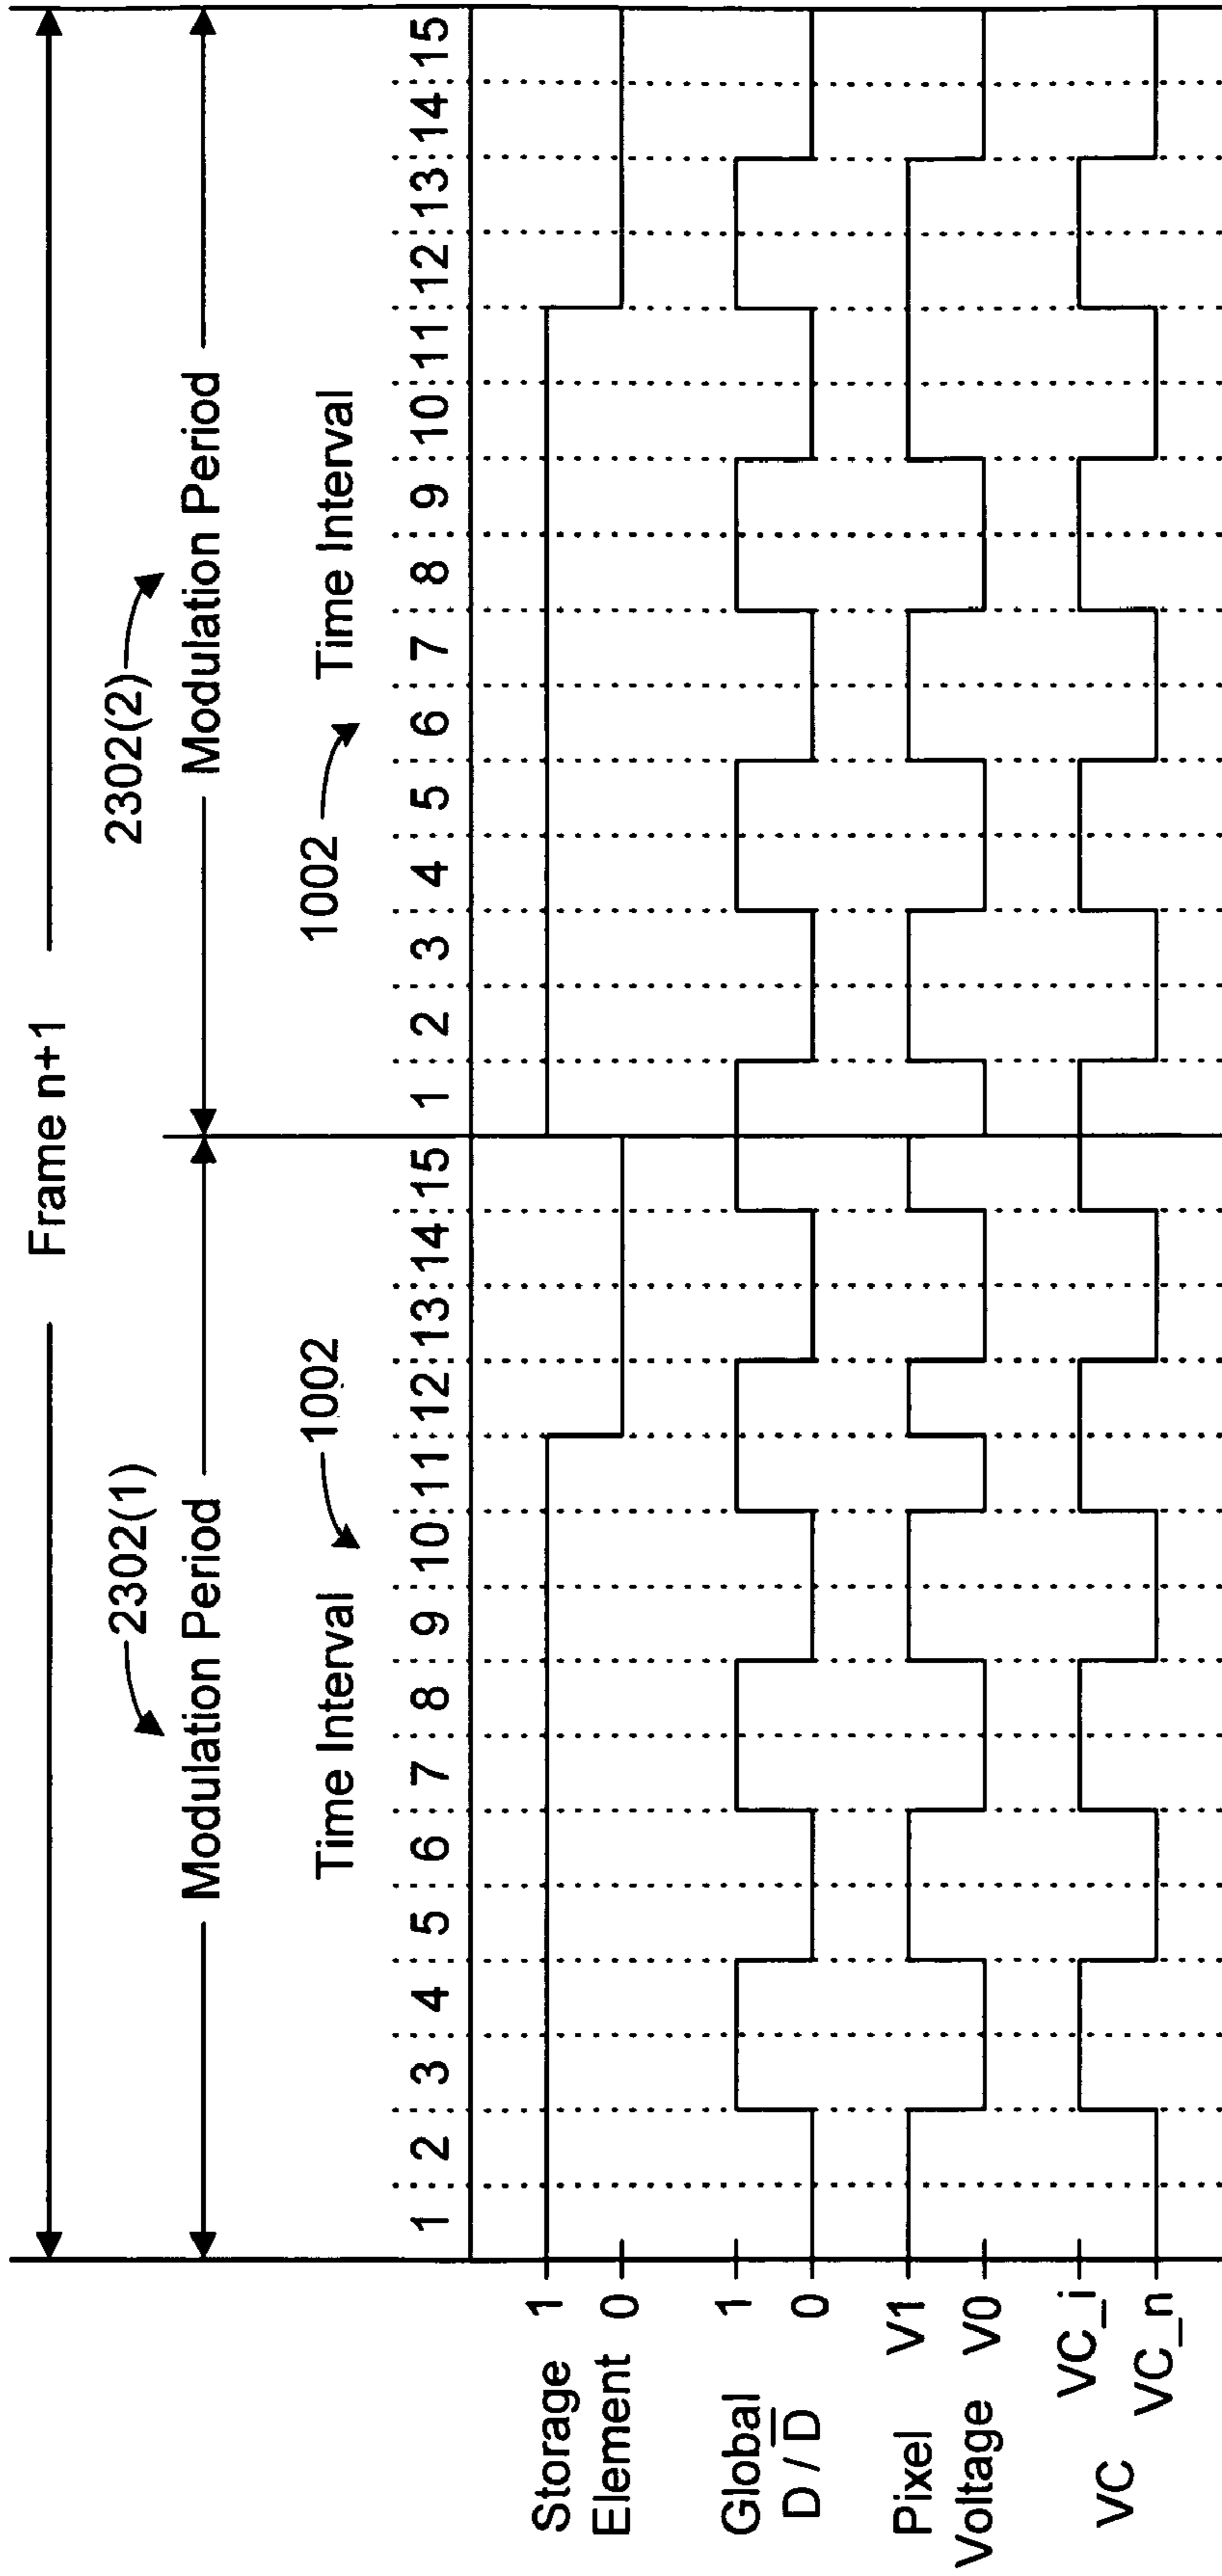 Frame n+1
2302(1)
2302(2)
Modulation Period
Modulation Period
Time Interval
1002
1002
Time Interval
1 2 3 4 5 6 7 8 9 10 11 12 13 14 15 1 2 3 4 5 6 7 8 9 10 11 12 13 14 15
Storage 1
Element 0
Global 1
D / D̅ 0
Pixel V1
Voltage V0
VC VC_i
VC_n